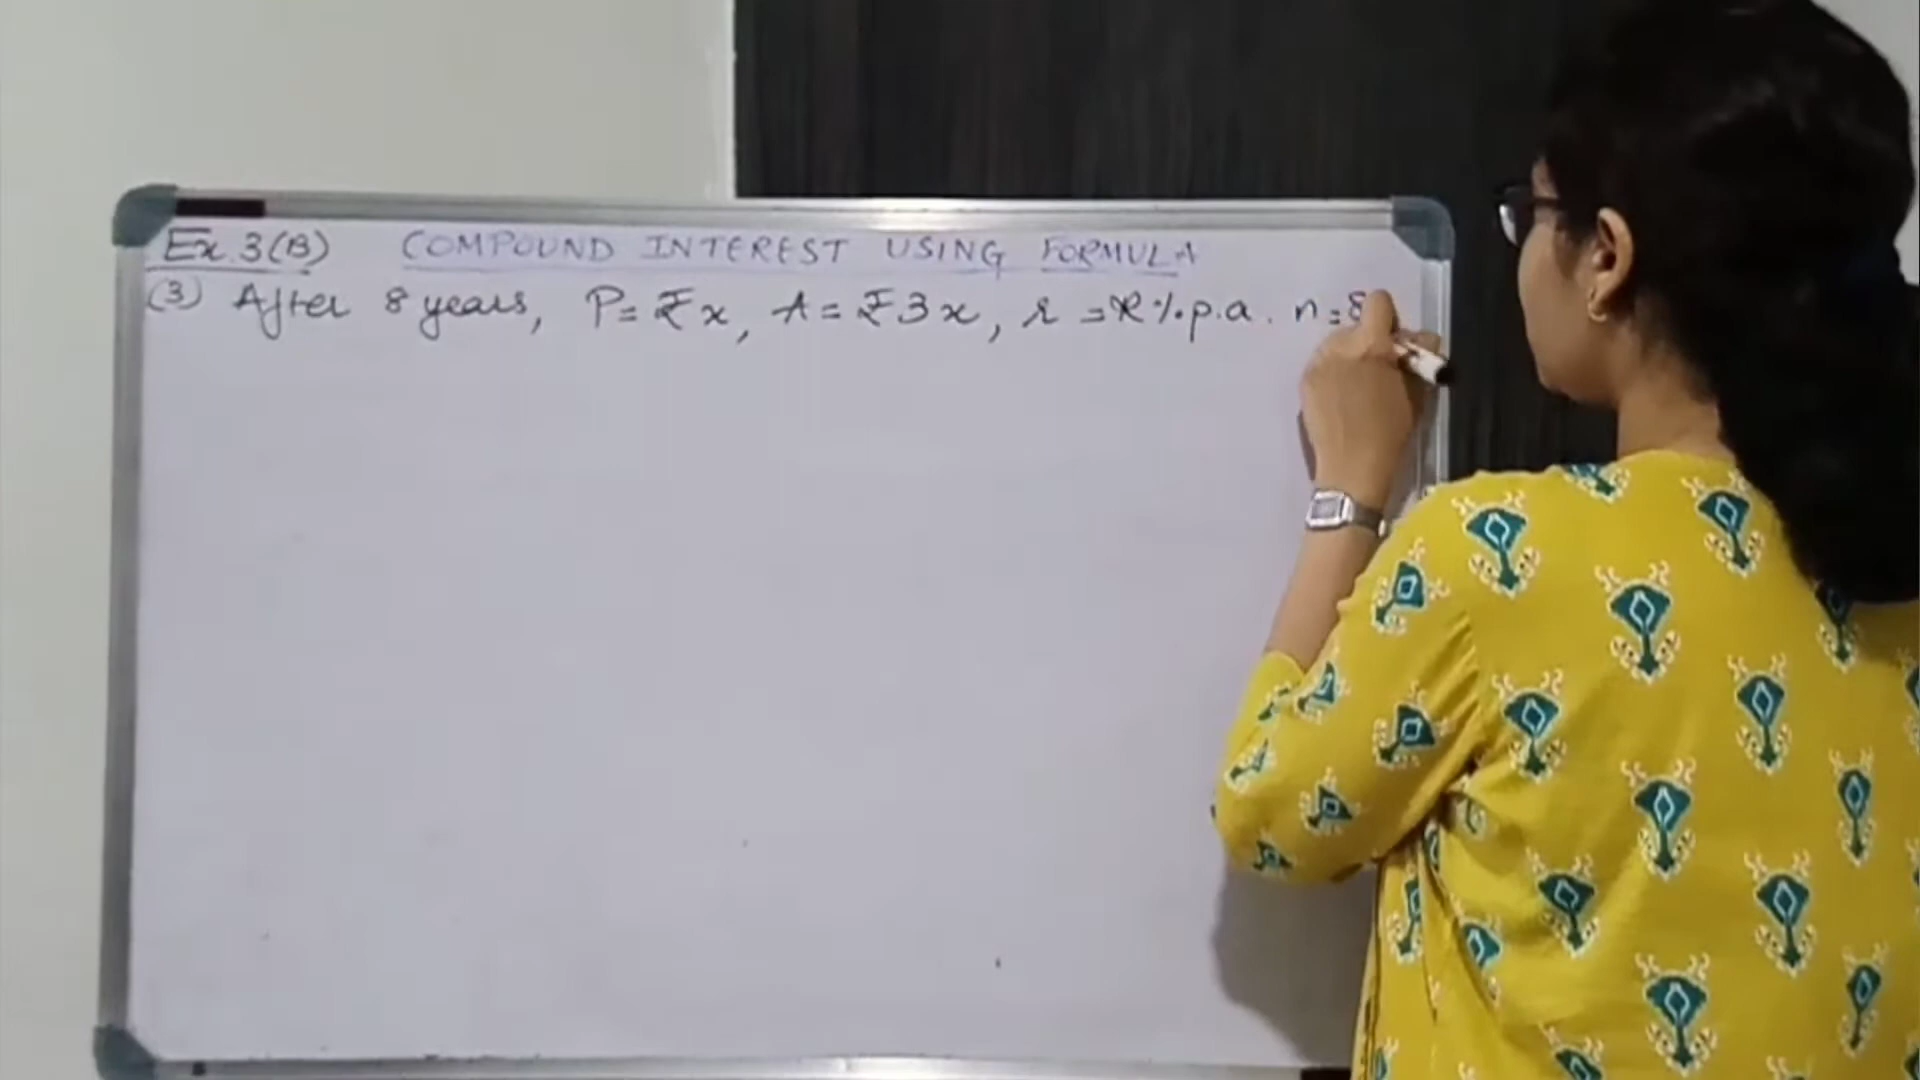 Ex. 3(B) COMPOUND INTEREST USING FORMULA
(3) After 8 years, P=₹x, A=₹3x, r=R%p.a. n=8